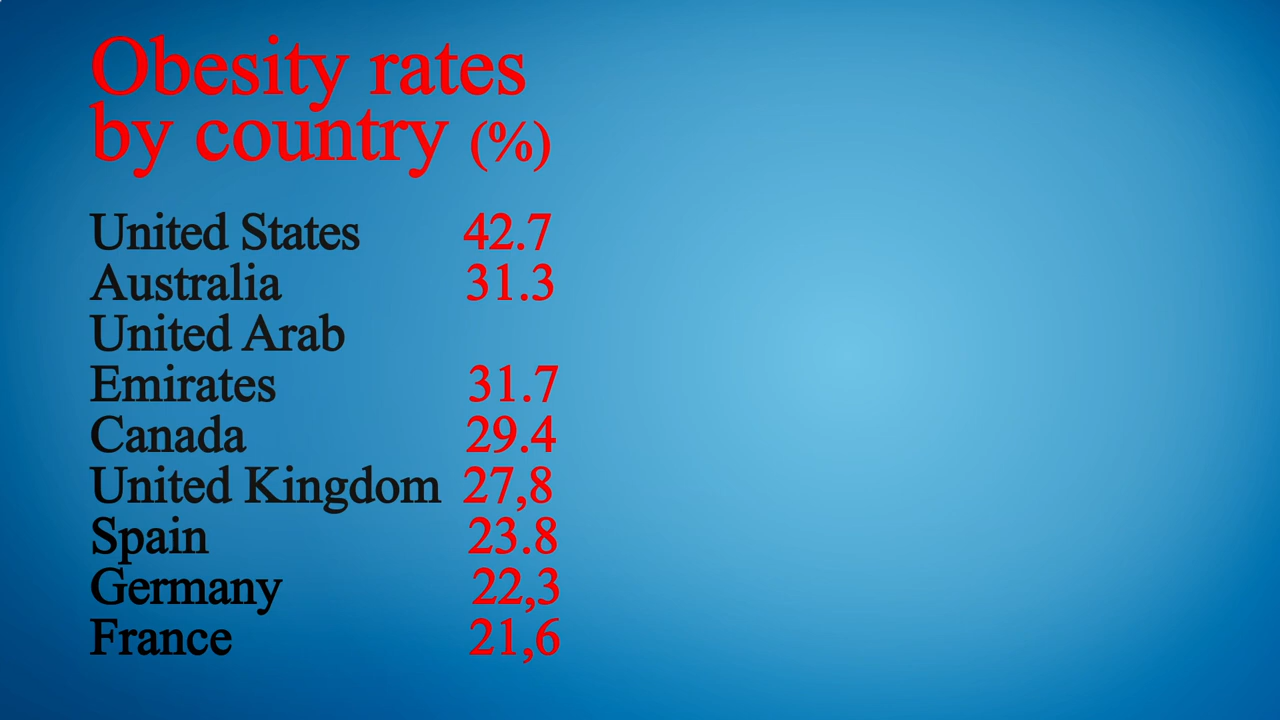 Obesity rates
by country (%)
United States 42.7
Australia 31.3
United Arab
Emirates 31.7
Canada 29.4
United Kingdom 27,8
Spain 23.8
Germany 22,3
France 21,6